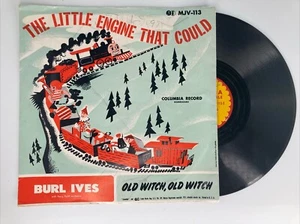 THE LITTLE ENGINE THAT COULD
MJV-113
COLUMBIA RECORD
BURL IVES
OLD WITCH, OLD WITCH